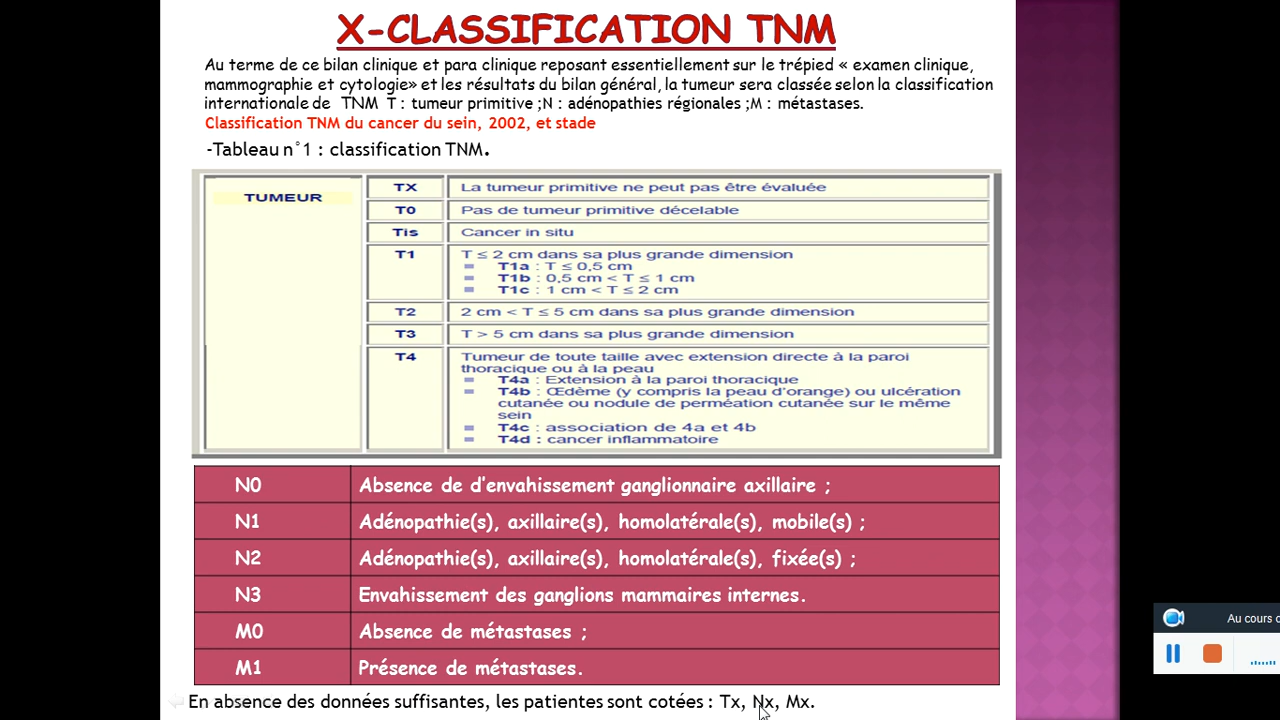 X-CLASSIFICATION TNM
Au terme de ce bilan clinique et para clinique reposant essentiellement sur le trépied « examen clinique,
mammographie et cytologie» et les résultats du bilan général, la tumeur sera classée selon la classification
internationale de TNM T : tumeur primitive ;N : adénopathies régionales ;M : métastases.
Classification TNM du cancer du sein, 2002, et stade
-Tableau n°1 : classification TNM.
TUMEUR
TX La tumeur primitive ne peut pas être évaluée
T0 Pas de tumeur primitive décelable
Tis Cancer in situ
T1 T ≤ 2 cm dans sa plus grande dimension
T1a : T ≤ 0,5 cm
T1b : 0,5 cm < T ≤ 1 cm
T1c : 1 cm < T ≤ 2 cm
T2 2 cm < T ≤ 5 cm dans sa plus grande dimension
T3 T > 5 cm dans sa plus grande dimension
T4 Tumeur de toute taille avec extension directe à la paroi
thoracique ou à la peau
T4a : Extension à la paroi thoracique
T4b : Œdème (y compris la peau d'orange) ou ulcération
cutanée ou nodule de perméation cutanée sur le même
sein
T4c : association de 4a et 4b
T4d : cancer inflammatoire
N0 Absence de d'envahissement ganglionnaire axillaire ;
N1 Adénopathie(s), axillaire(s), homolatérale(s), mobile(s) ;
N2 Adénopathie(s), axillaire(s), homolatérale(s), fixée(s) ;
N3 Envahissement des ganglions mammaires internes.
M0 Absence de métastases ;
M1 Présence de métastases.
En absence des données suffisantes, les patientes sont cotées : Tx, Nx, Mx.
Au cours